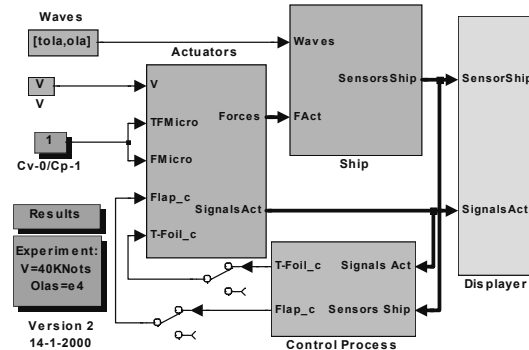 Waves
[tola,ola]
Actuators
Waves
SensorsShip
FAct
Ship
SensorShip
SignalsAct
Displayer
V
V
1
Cv-0/Cp-1
V
TFMicro
FMicro
Flap_c
T-Foil_c
Forces
SignalsAct
Results
Experiment:
V=40KNots
Olas=e4
Version 2
14-1-2000
T-Foil_c
Signals Act
Flap_c
Sensors Ship
Control Process